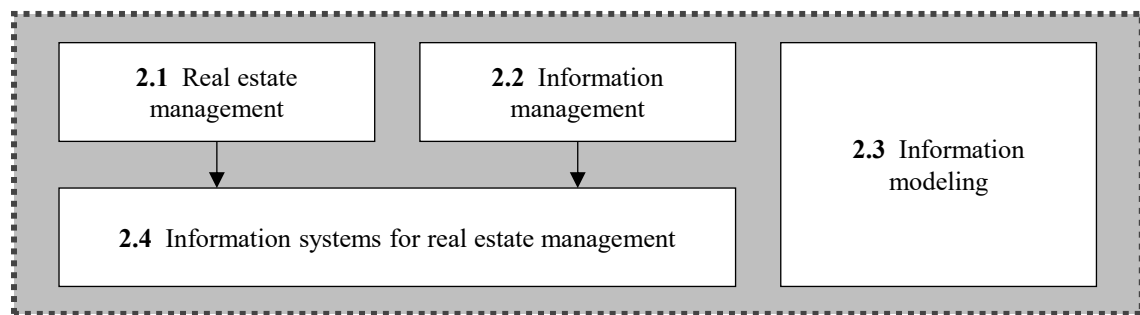 2.1 Real estate
management
2.2 Information
management
2.3 Information
modeling
2.4 Information systems for real estate management